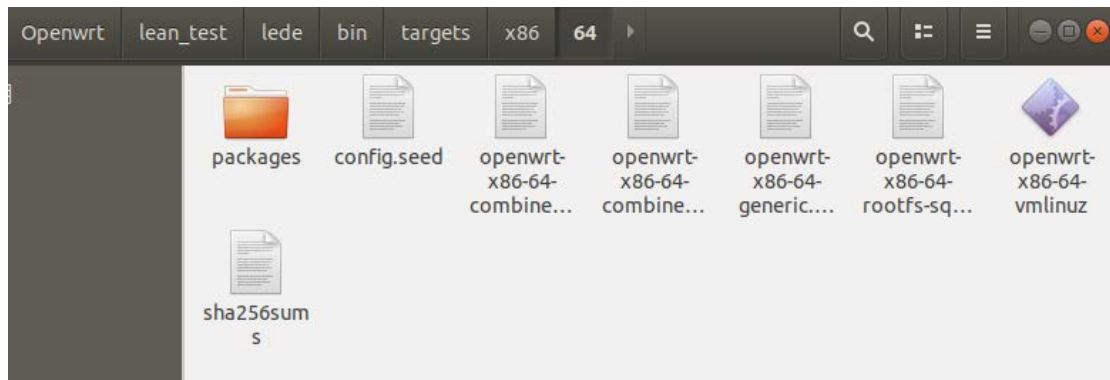 Openwrt lean_test lede bin targets x86 64
packages config.seed openwrt- openwrt- openwrt- openwrt- openwrt-
x86-64- x86-64- x86-64- x86-64- x86-64-
combine... combine... generic.... rootfs-sq... vmlinuz
sha256sum
s